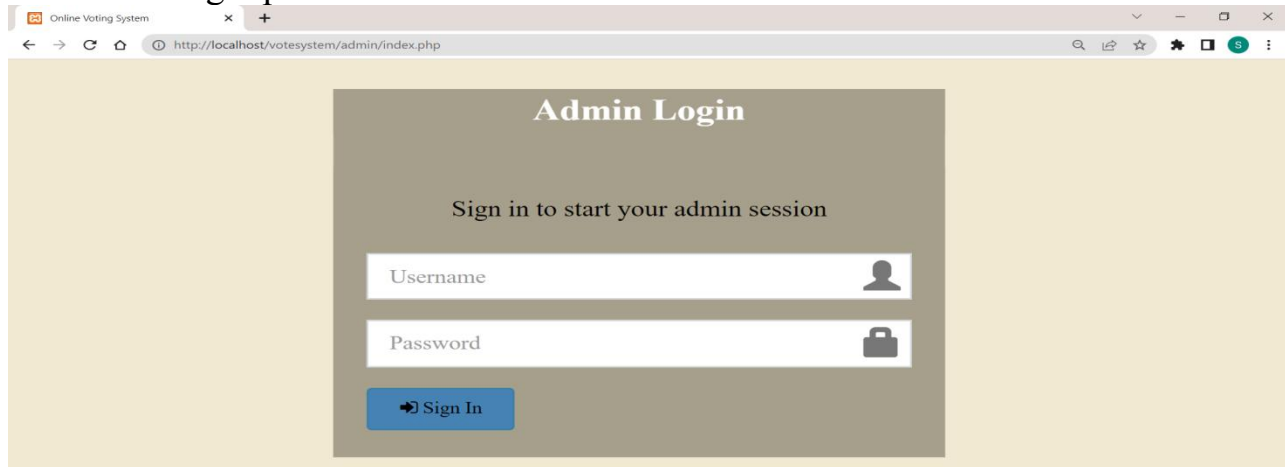 Online Voting System
http://localhost/votesystem/admin/index.php
S
Admin Login
Sign in to start your admin session
Username
Password
Sign In